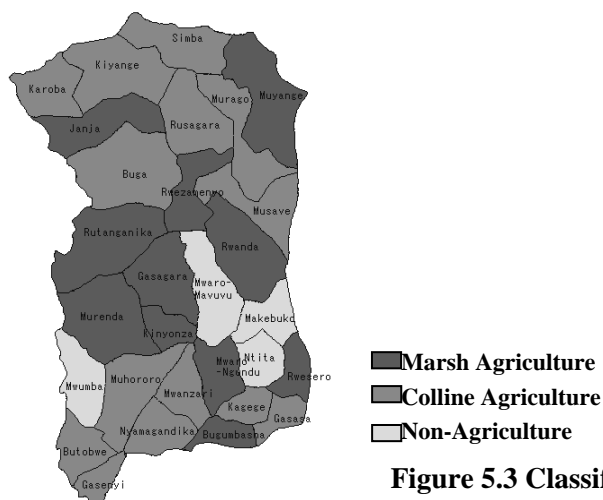 Simba
Kiyange
Karoba
Murago
Muyange
Janja
Rusagara
Buga
Rwezamenyo
Musave
Rutanganika
Rwanda
Gasagara
Mwaro-
Mavuvu
Murenda
Makebuko
Kinyonza
Ntita
Mwaro
-Ngundu
Rwesero
Mwumba
Muhororo
Mwanzari
Kagege
Gasasa
Nyamagandika
Bugumbasha
Butobwe
Gasenyi
Marsh Agriculture
Colline Agriculture
Non-Agriculture
Figure 5.3 Classif